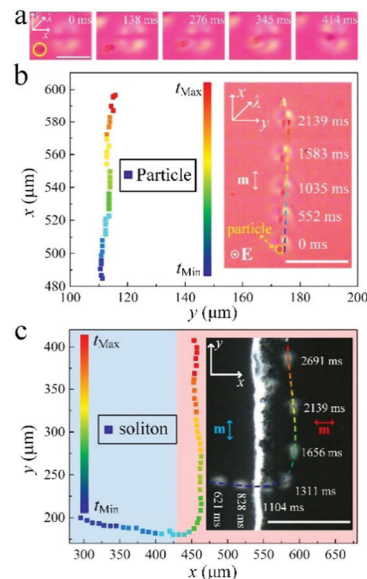 a
y
λ
x
0 ms
138 ms
276 ms
345 ms
414 ms
b
600
580
560
540
520
500
480
x (μm)
tMax
tMin
Particle
x
λ
y
m
2139 ms
1583 ms
1035 ms
552 ms
0 ms
particle
E
100
120
140
160
180
200
y (μm)
c
400
350
300
250
200
y (μm)
tMax
tMin
soliton
y
x
m
m
2691 ms
2139 ms
1656 ms
1311 ms
1104 ms
828 ms
621 ms
300
350
400
450
500
550
600
650
x (μm)